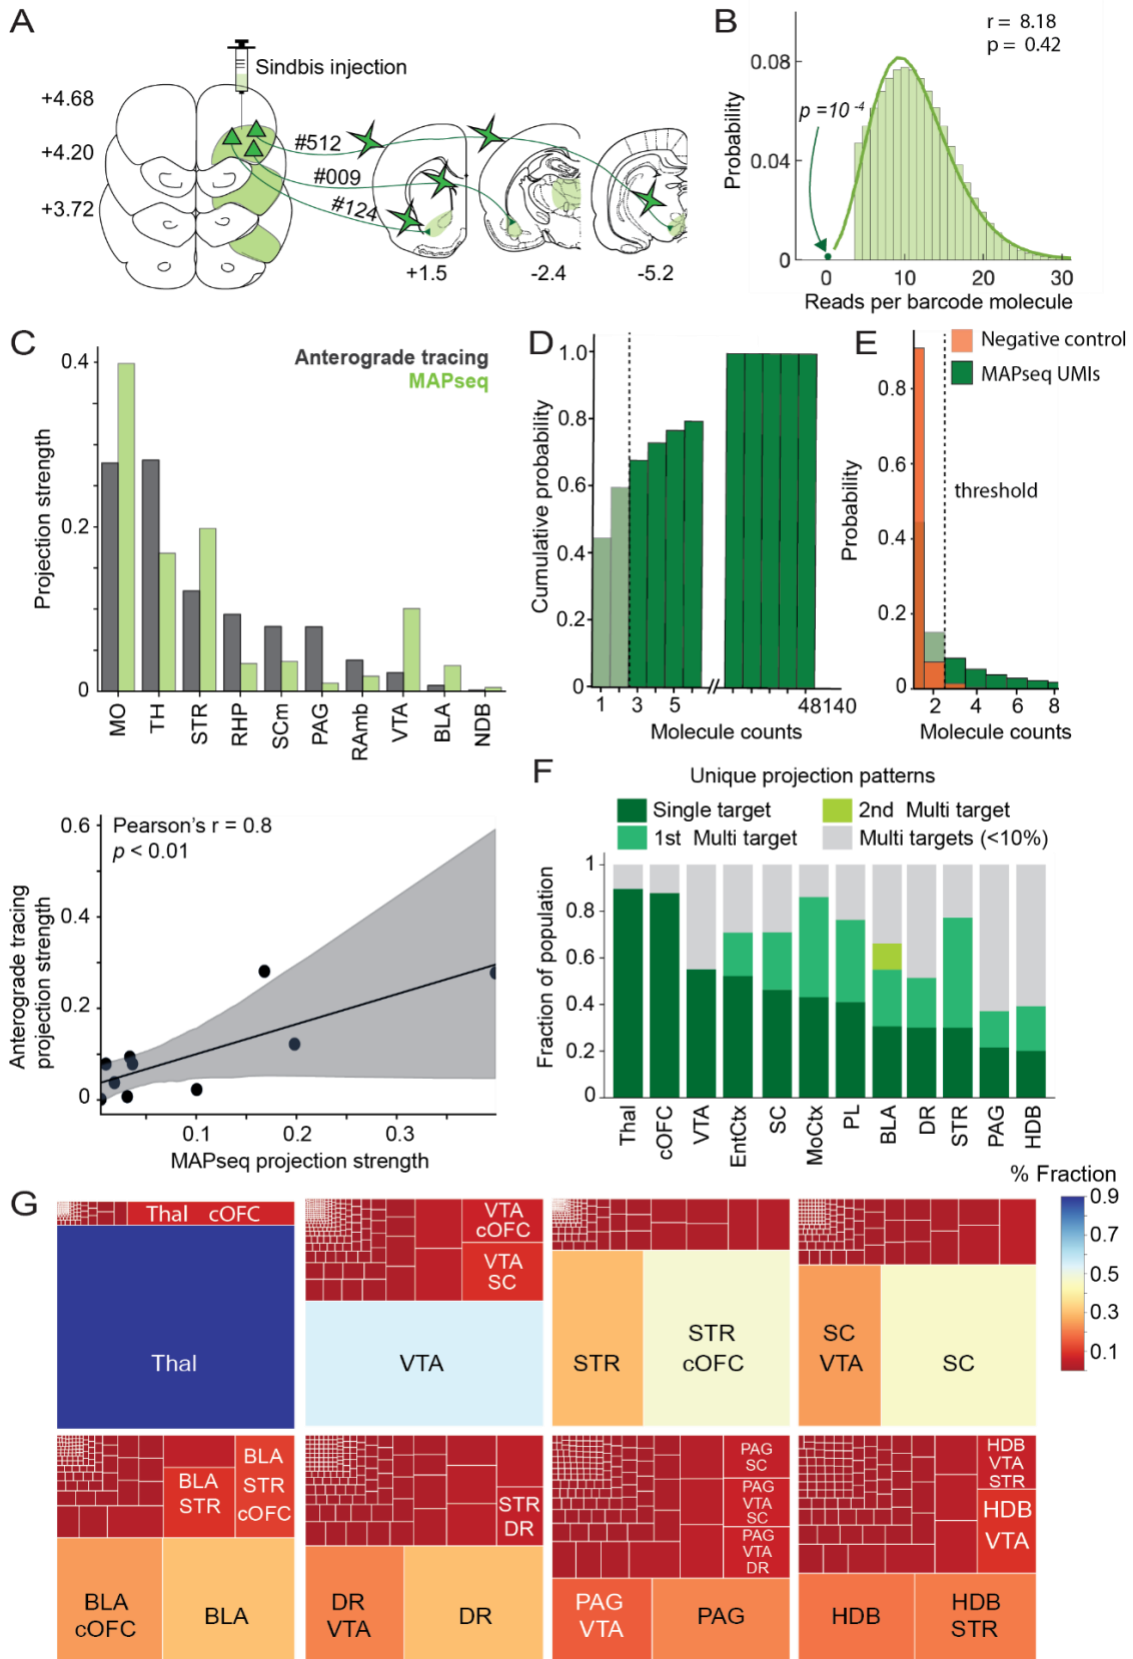 A
Sindbis injection
+4.68
+4.20
+3.72
#512
#009
#124
+1.5
-2.4
-5.2
B
r = 8.18
p = 0.42
p =10 -4
Probability
0.08
0.04
0
0
10
20
30
Reads per barcode molecule
C
Anterograde tracing
MAPseq
Projection strength
0.4
0.2
0
MO
TH
STR
RHP
SCm
PAG
RAmb
VTA
BLA
NDB
D
Cumulative probability
1.0
0.8
0.6
0.4
0.2
0
1
3
5
48140
Molecule counts
E
Negative control
MAPseq UMIs
threshold
Probability
0.8
0.4
0.2
0
2
4
6
8
Molecule counts
Pearson's r = 0.8
p < 0.01
Anterograde tracing
projection strength
0.6
0.4
0.2
0
0.1
0.2
0.3
MAPseq projection strength
F
Unique projection patterns
Single target
2nd Multi target
1st Multi target
Multi targets (<10%)
Fraction of population
1
0.8
0.6
0.4
0.2
0
Thal
cOFC
VTA
EntCtx
SC
MoCtx
PL
BLA
DR
STR
PAG
HDB
G
% Fraction
0.9
0.7
0.5
0.3
0.1
Thal cOFC
Thal
VTA
cOFC
VTA
SC
VTA
STR
STR
cOFC
SC
VTA
SC
BLA
STR
BLA
STR
cOFC
BLA
cOFC
BLA
STR
DR
DR
VTA
DR
PAG
SC
PAG
VTA
SC
PAG
VTA
DR
PAG
VTA
PAG
HDB
VTA
STR
HDB
VTA
HDB
HDB
STR